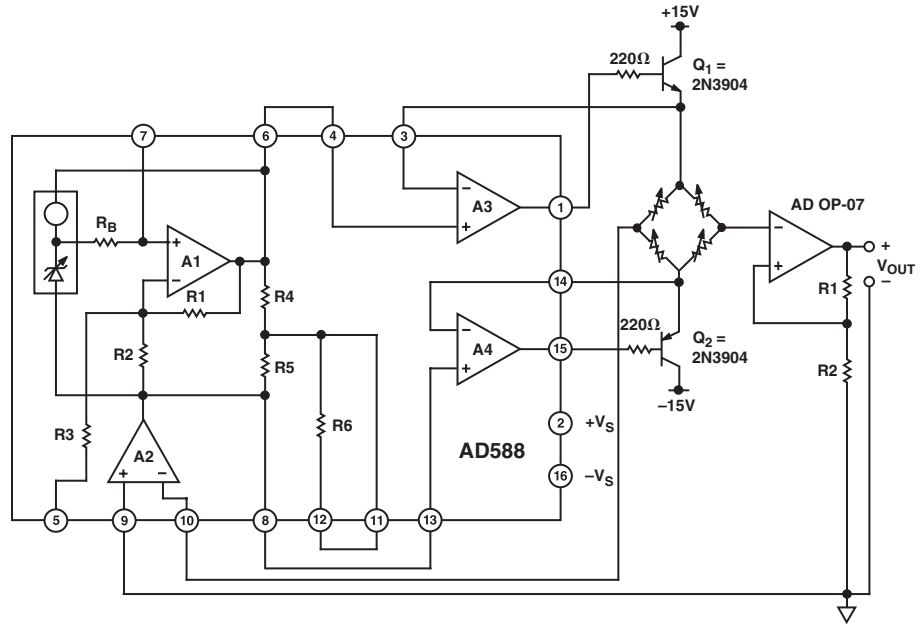 +15V
220Ω
Q1 =
2N3904
7
6
4
3
RB
+
A1
−
−
A3
+
1
AD OP-07
−
+
+
VOUT
−
R1
R4
R1
14
R2
R5
−
A4
+
15
220Ω
Q2 =
2N3904
R2
−15V
R3
A2
+
−
R6
AD588
2
+VS
16
−VS
5
9
10
8
12
11
13